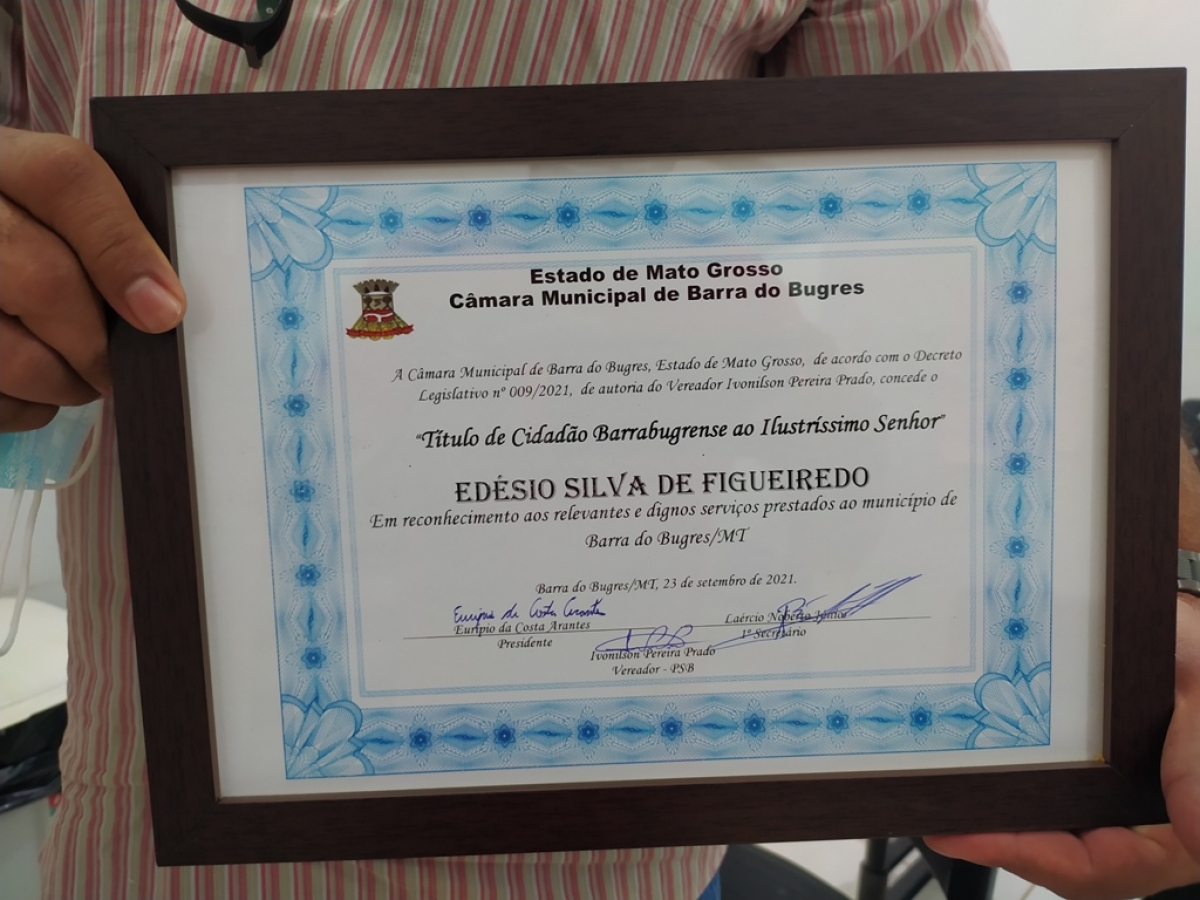 Estado de Mato Grosso
Câmara Municipal de Barra do Bugres
A Câmara Municipal de Barra do Bugres, Estado de Mato Grosso, de acordo com o Decreto
Legislativo nº 009/2021, de autoria do Vereador Ivonilson Pereira Prado, concede o
"Título de Cidadão Barrabugrense ao Ilustríssimo Senhor"
EDÉSIO SILVA DE FIGUEIREDO
Em reconhecimento aos relevantes e dignos serviços prestados ao município de
Barra do Bugres/MT
Barra do Bugres/MT, 23 de setembro de 2021.
Eurípio da Costa Arantes
Presidente
Laércio Noberto Júnior
1º Secretário
Ivonilson Pereira Prado
Vereador - PSB